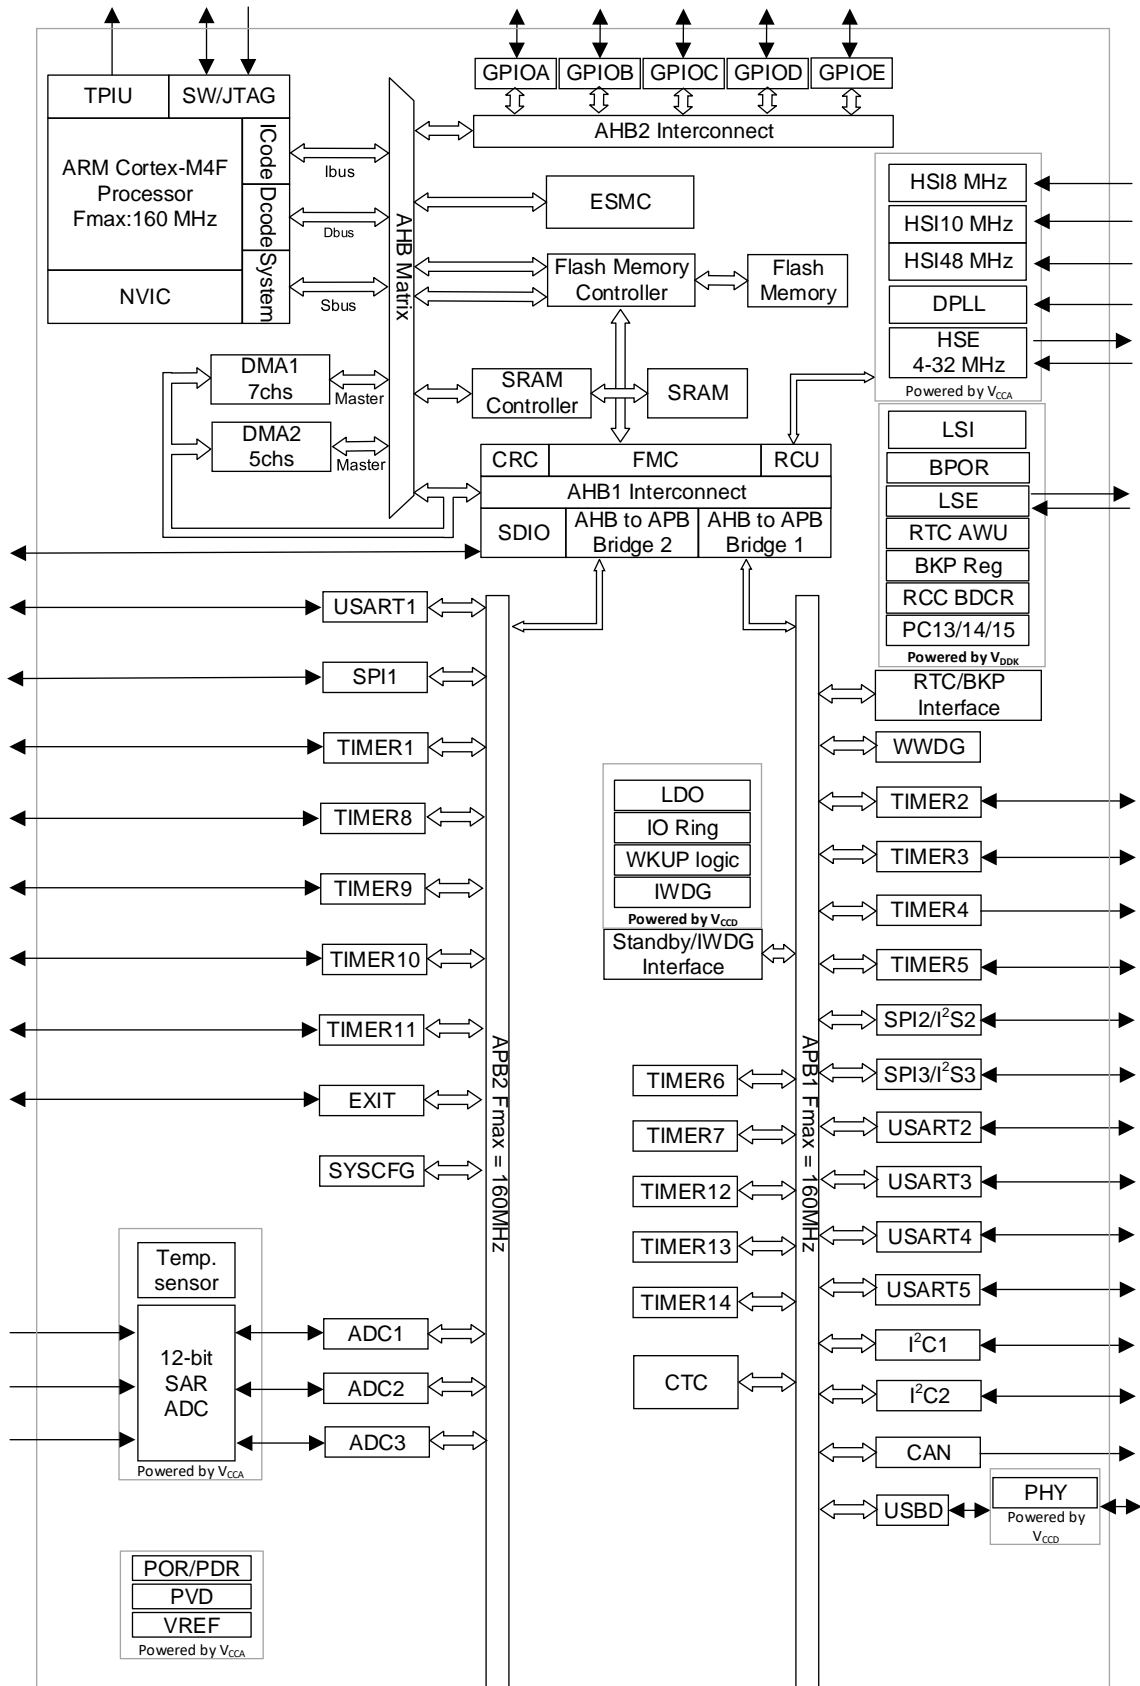 TPIU
SW/JTAG
ARM Cortex-M4F
Processor
Fmax:160 MHz
ICode
Dcode
System
NVIC
Ibus
Dbus
Sbus
AHB Matrix
GPIOA
GPIOB
GPIOC
GPIOD
GPIOE
AHB2 Interconnect
ESMC
Flash Memory
Controller
Flash
Memory
HSI8 MHz
HSI10 MHz
HSI48 MHz
DPLL
HSE
4-32 MHz
Powered by VCCA
DMA1
7chs
Master
DMA2
5chs
Master
SRAM
Controller
SRAM
CRC
FMC
RCU
AHB1 Interconnect
SDIO
AHB to APB
Bridge 2
AHB to APB
Bridge 1
LSI
BPOR
LSE
RTC AWU
BKP Reg
RCC BDCR
PC13/14/15
Powered by VDDK
RTC/BKP
Interface
USART1
SPI1
TIMER1
TIMER8
TIMER9
TIMER10
TIMER11
EXIT
SYSCFG
APB2 Fmax = 160MHz
Temp.
sensor
12-bit
SAR
ADC
Powered by VCCA
ADC1
ADC2
ADC3
POR/PDR
PVD
VREF
Powered by VCCA
LDO
IO Ring
WKUP logic
IWDG
Powered by VCCD
Standby/IWDG
Interface
TIMER6
TIMER7
TIMER12
TIMER13
TIMER14
CTC
APB1 Fmax = 160MHz
WWDG
TIMER2
TIMER3
TIMER4
TIMER5
SPI2/I²S2
SPI3/I²S3
USART2
USART3
USART4
USART5
I²C1
I²C2
CAN
USBD
PHY
Powered by
VCCD